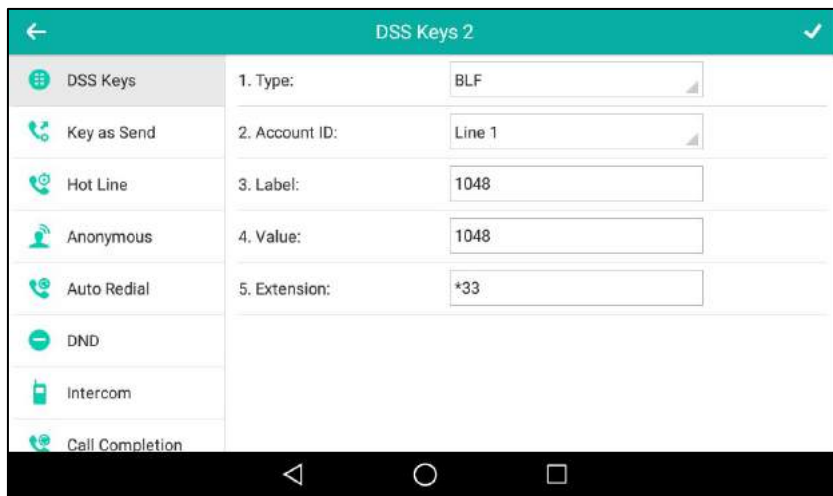 DSS Keys 2
DSS Keys
1. Type:
BLF
Key as Send
2. Account ID:
Line 1
Hot Line
3. Label:
1048
Anonymous
4. Value:
1048
Auto Redial
5. Extension:
*33
DND
Intercom
Call Completion